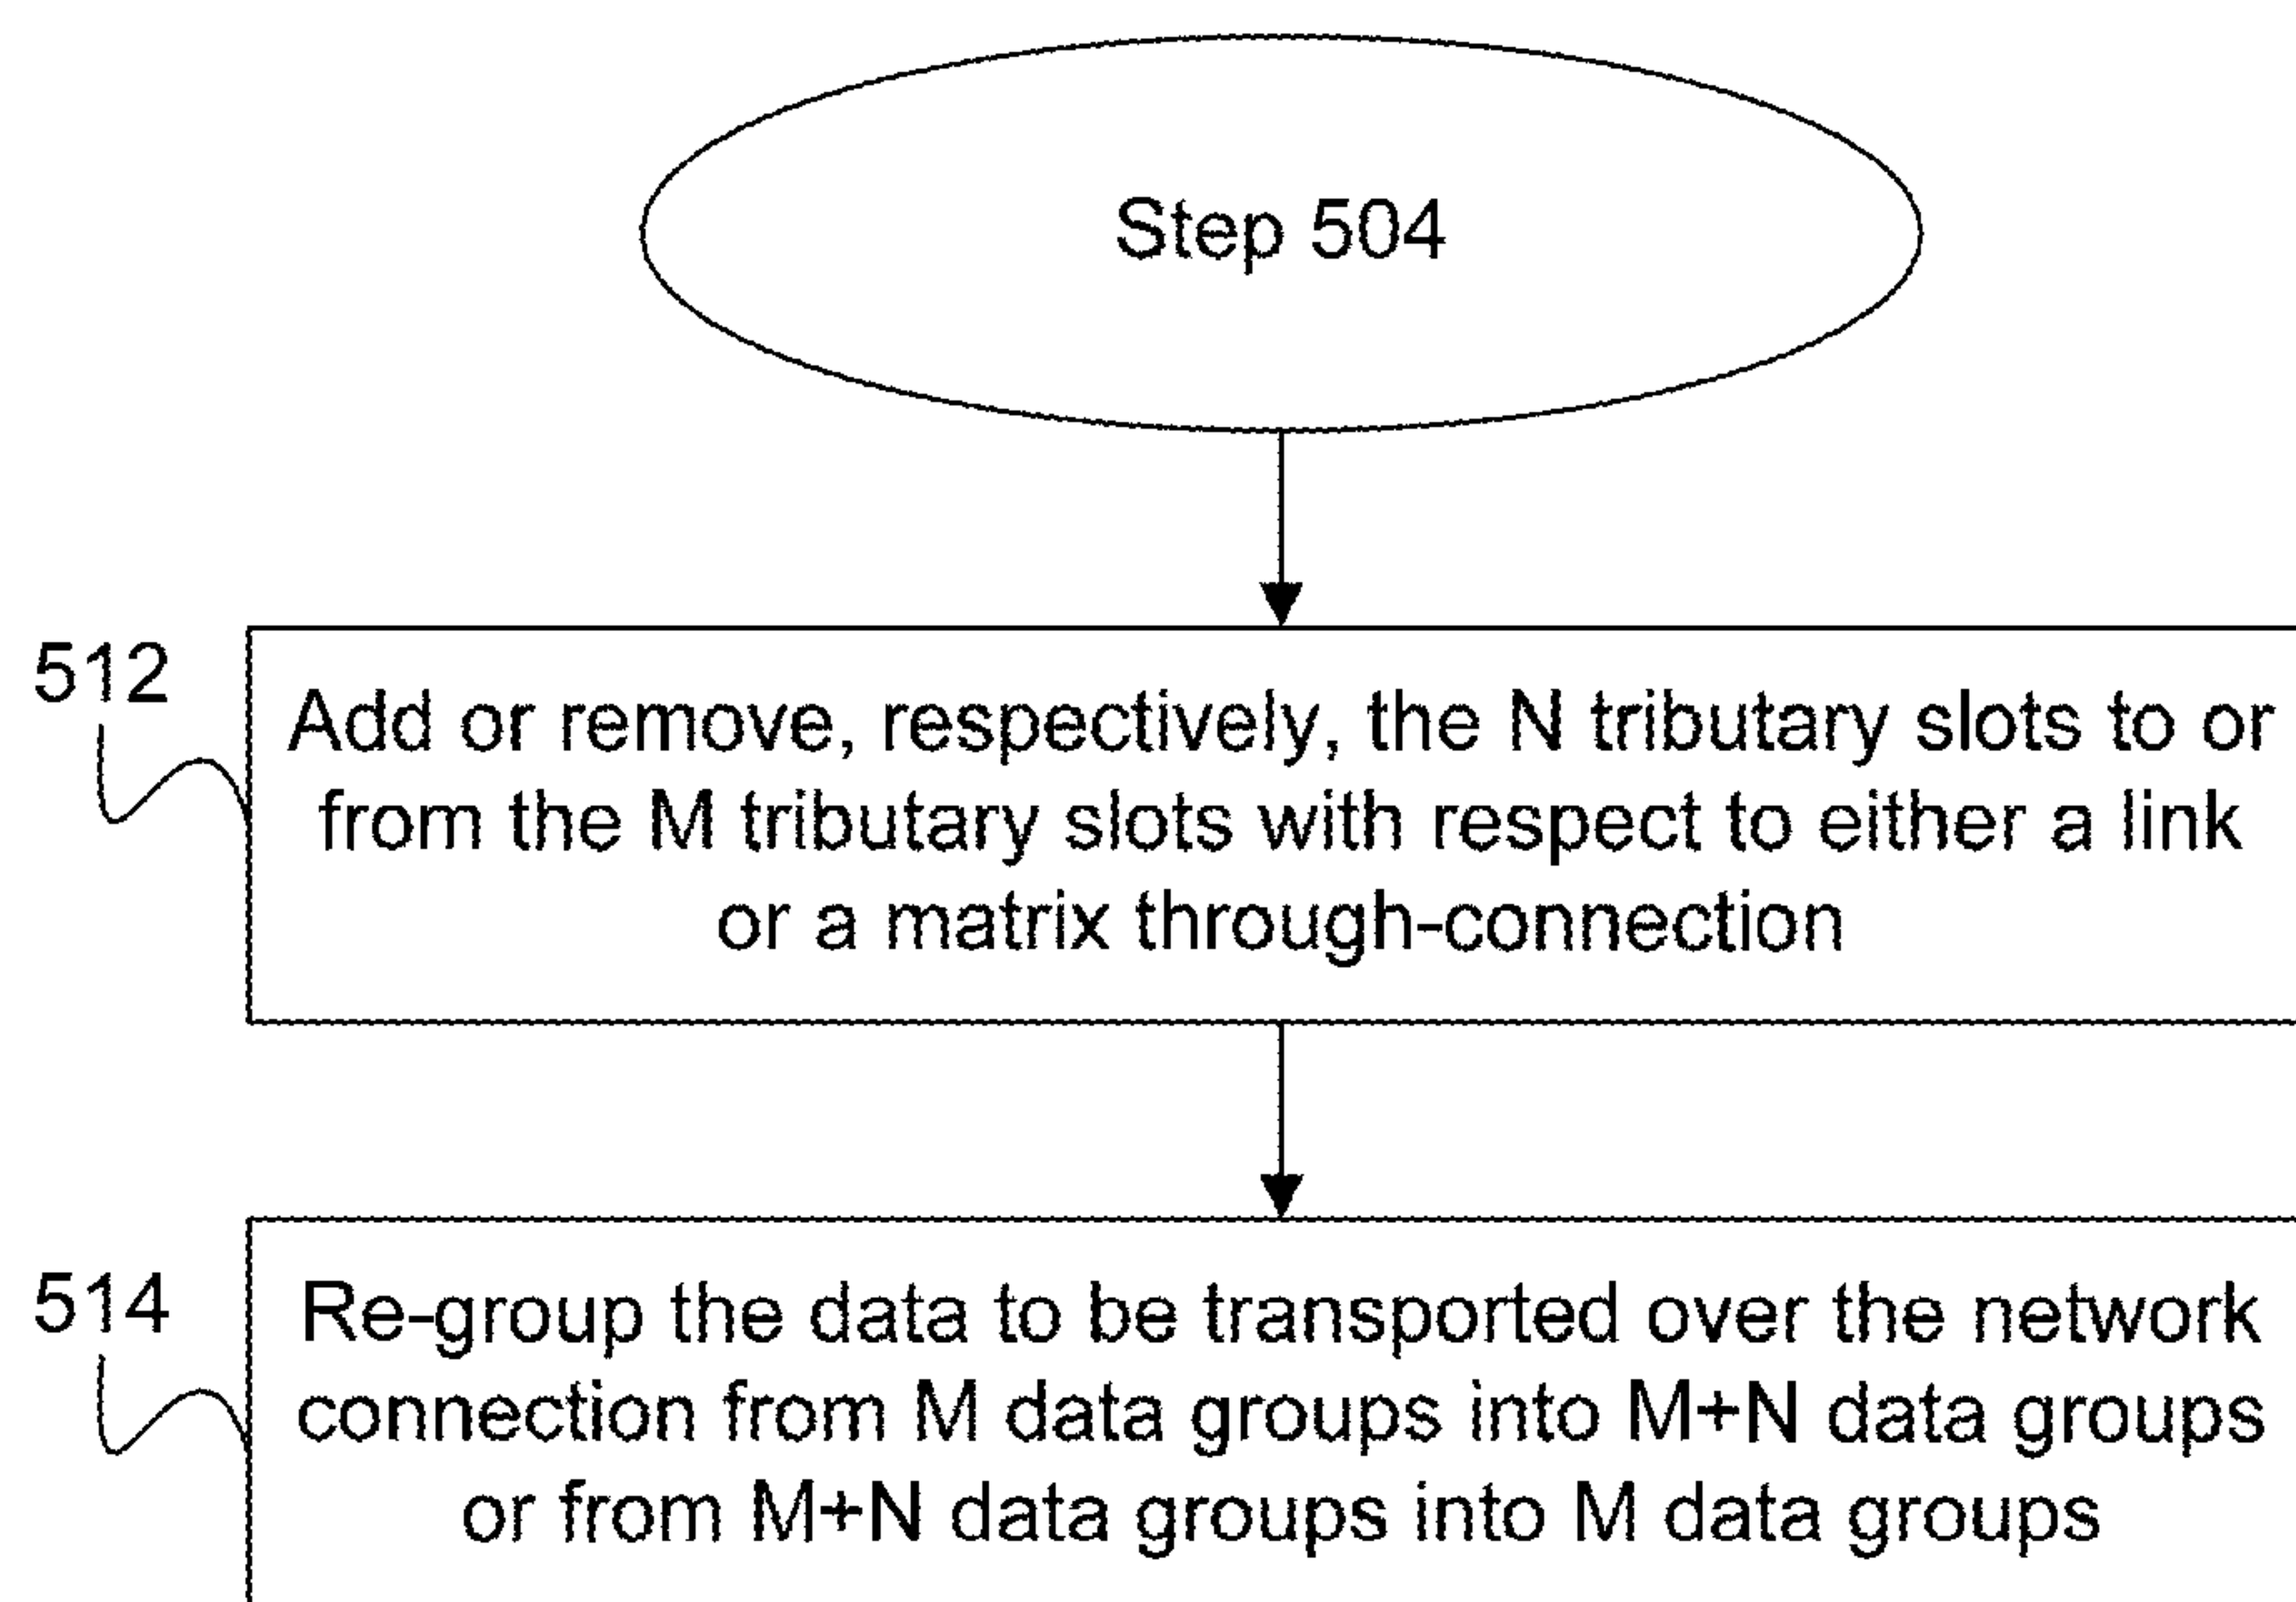 Step 504
512
Add or remove, respectively, the N tributary slots to or
from the M tributary slots with respect to either a link
or a matrix through-connection
514
Re-group the data to be transported over the network
connection from M data groups into M+N data groups
or from M+N data groups into M data groups